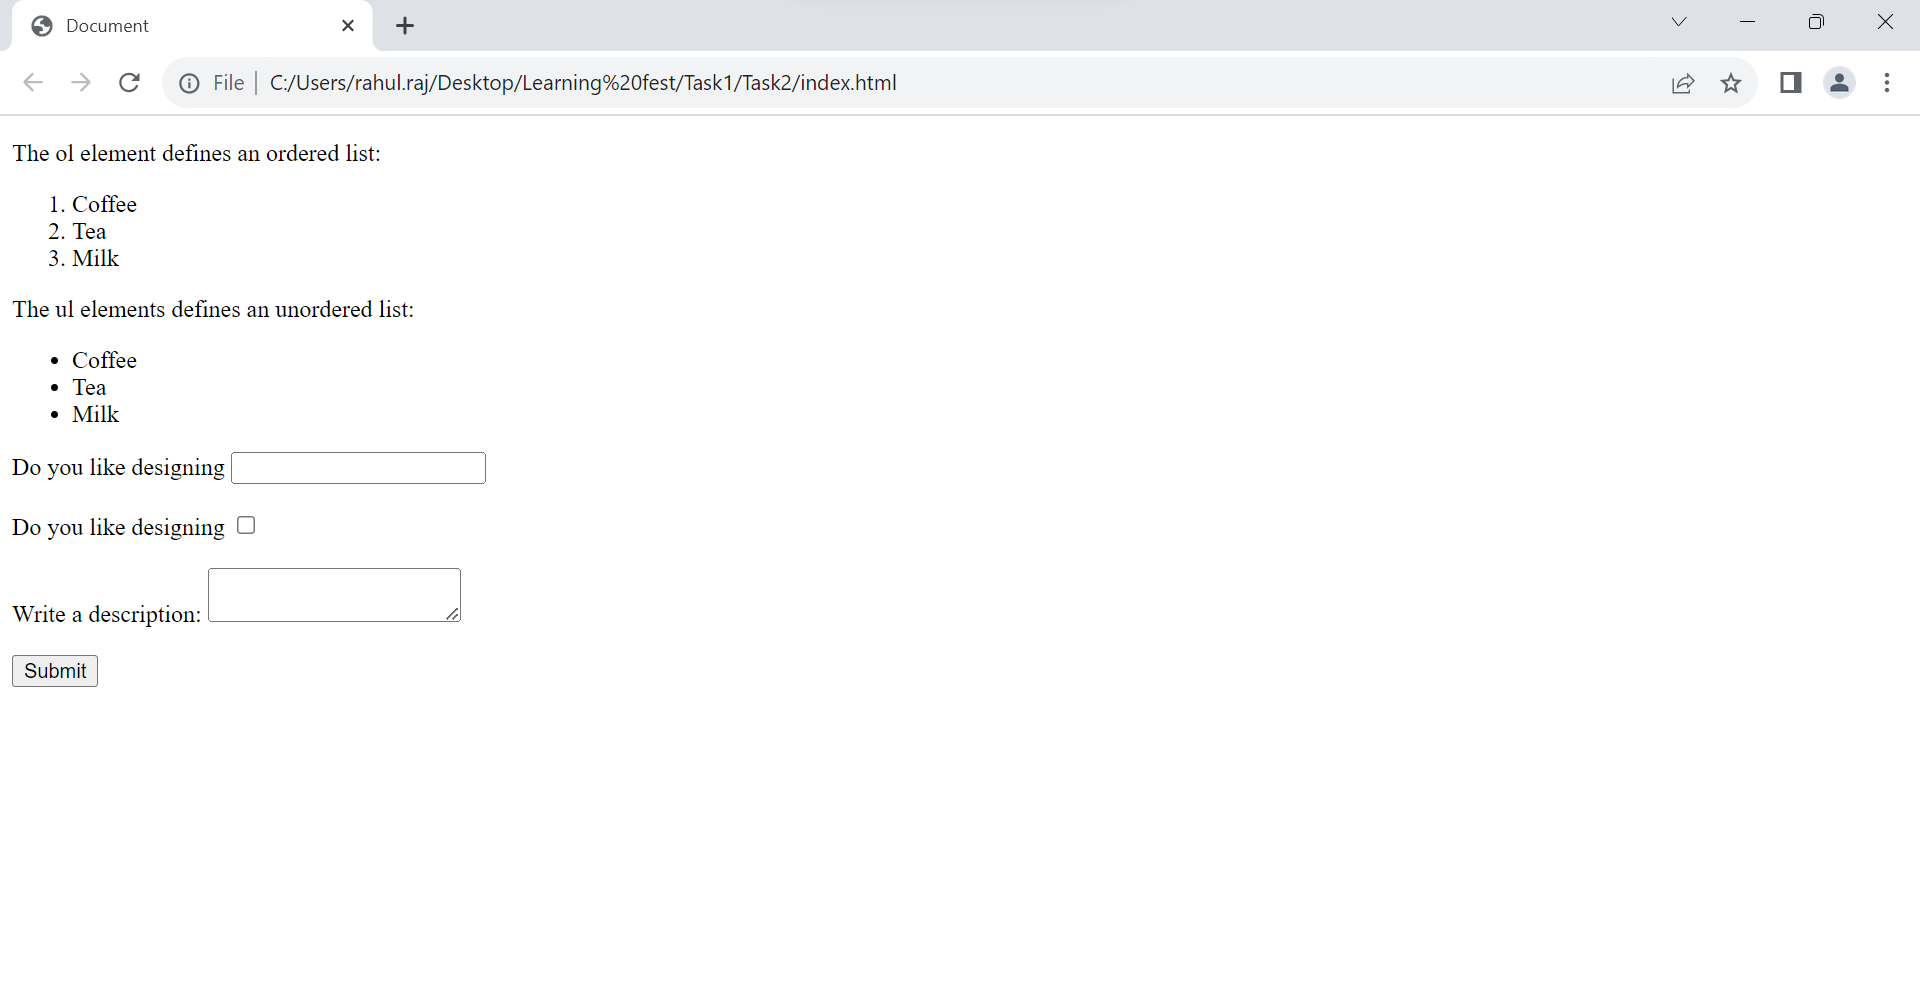 Document
File C:/Users/rahul.raj/Desktop/Learning%20fest/Task1/Task2/index.html
The ol element defines an ordered list:
1. Coffee
2. Tea
3. Milk
The ul elements defines an unordered list:
• Coffee
• Tea
• Milk
Do you like designing
Do you like designing
Write a description:
Submit